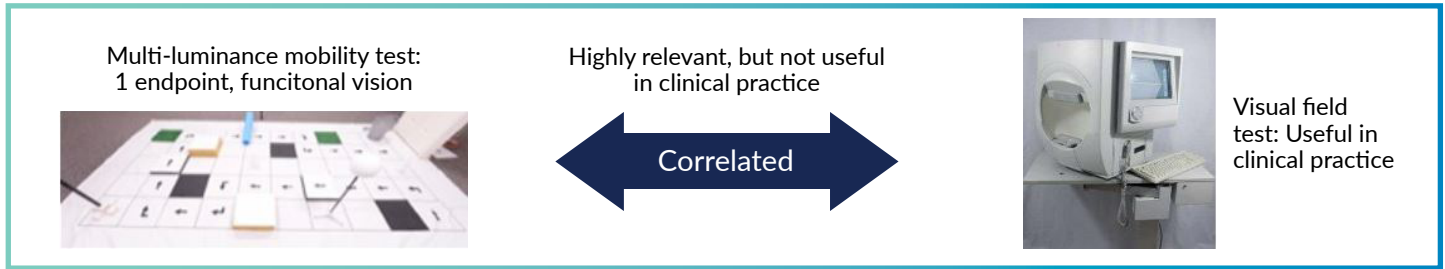 Multi-luminance mobility test:
1 endpoint, funcitonal vision
Highly relevant, but not useful
in clinical practice
Correlated
Visual field
test: Useful in
clinical practice